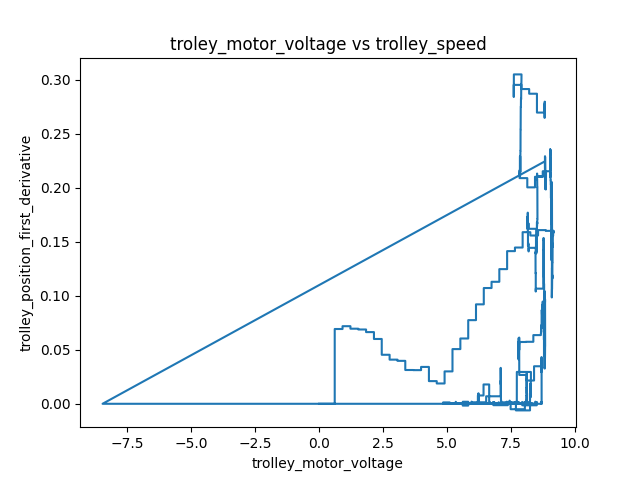 troley_motor_voltage vs trolley_speed
trolley_position_first_derivative
0.30
0.25
0.20
0.15
0.10
0.05
0.00
−7.5 −5.0 −2.5 0.0 2.5 5.0 7.5 10.0
trolley_motor_voltage